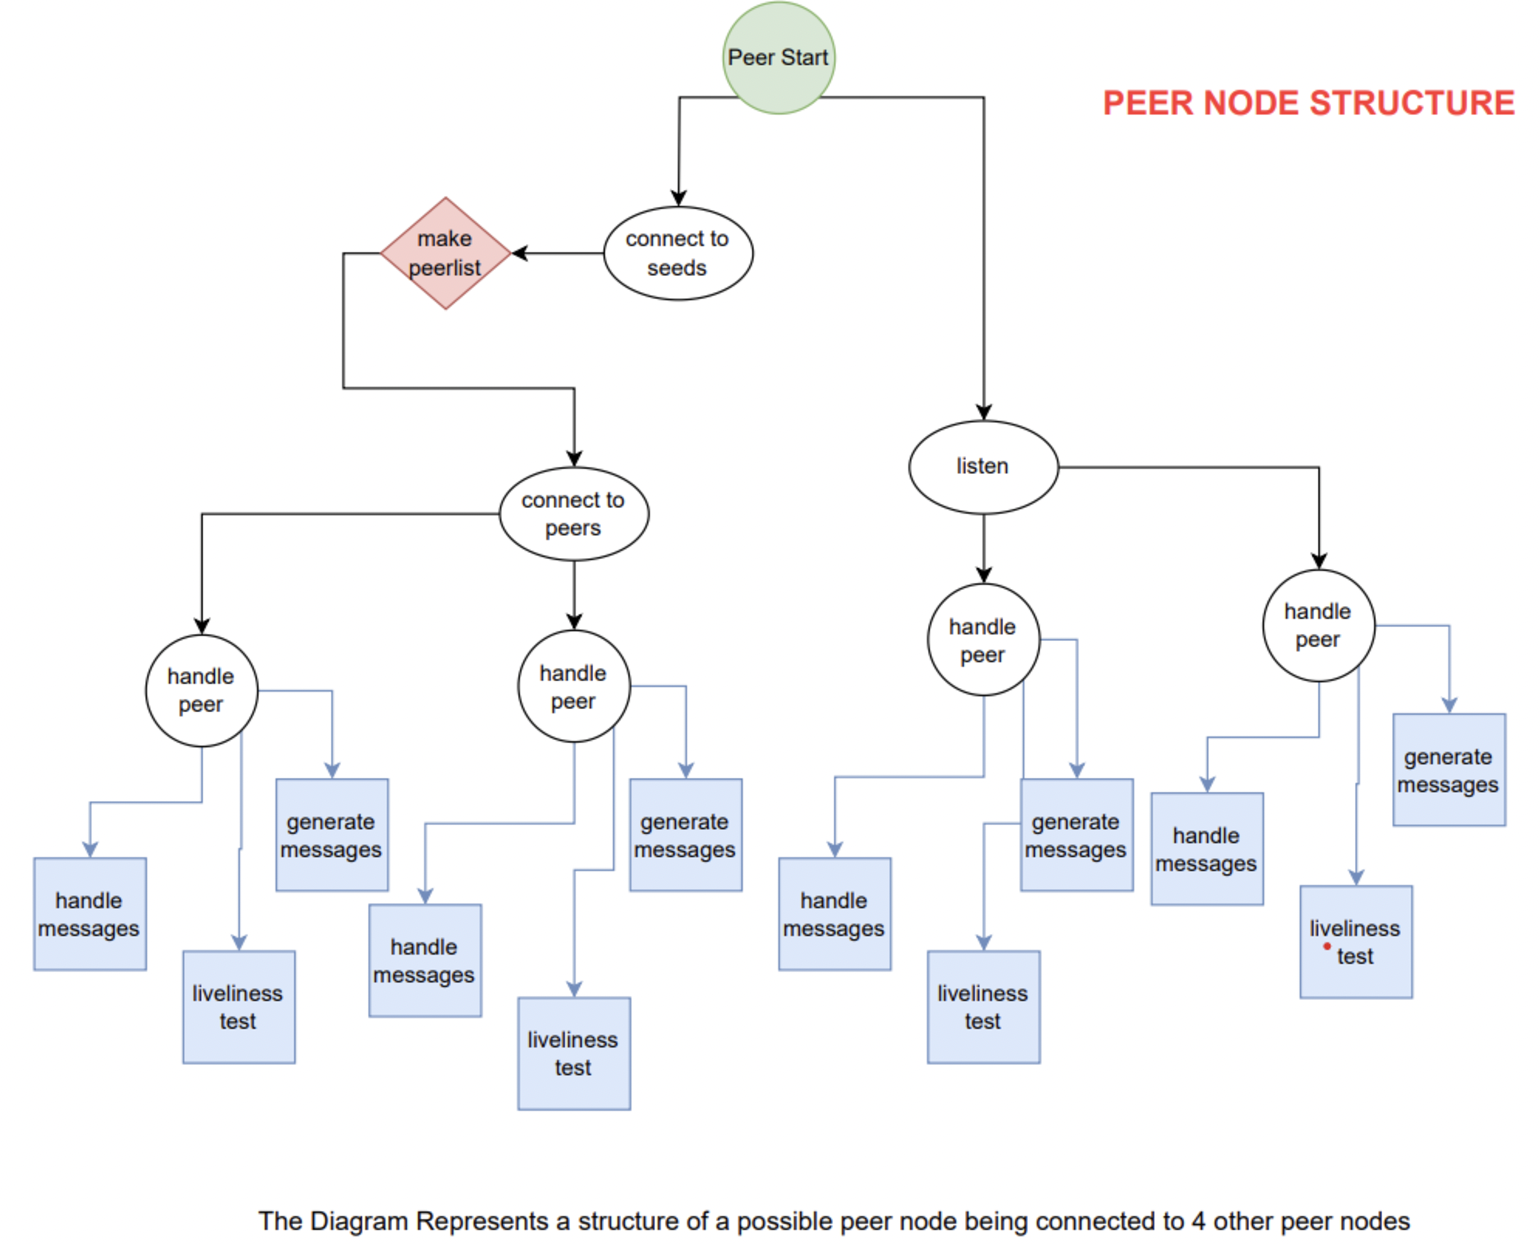 Peer Start
PEER NODE STRUCTURE
make
peerlist
connect to
seeds
listen
connect to
peers
handle
peer
handle
peer
handle
peer
handle
peer
generate
messages
generate
messages
generate
messages
generate
messages
handle
messages
handle
messages
handle
messages
handle
messages
liveliness
test
liveliness
test
liveliness
test
liveliness
test
The Diagram Represents a structure of a possible peer node being connected to 4 other peer nodes